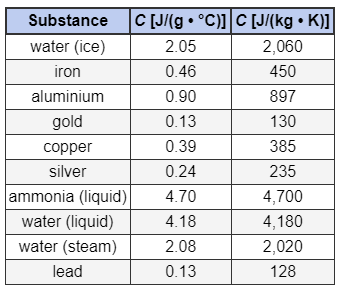 Substance C [J/(g • °C)] C [J/(kg • K)]
water (ice) 2.05 2,060
iron 0.46 450
aluminium 0.90 897
gold 0.13 130
copper 0.39 385
silver 0.24 235
ammonia (liquid) 4.70 4,700
water (liquid) 4.18 4,180
water (steam) 2.08 2,020
lead 0.13 128